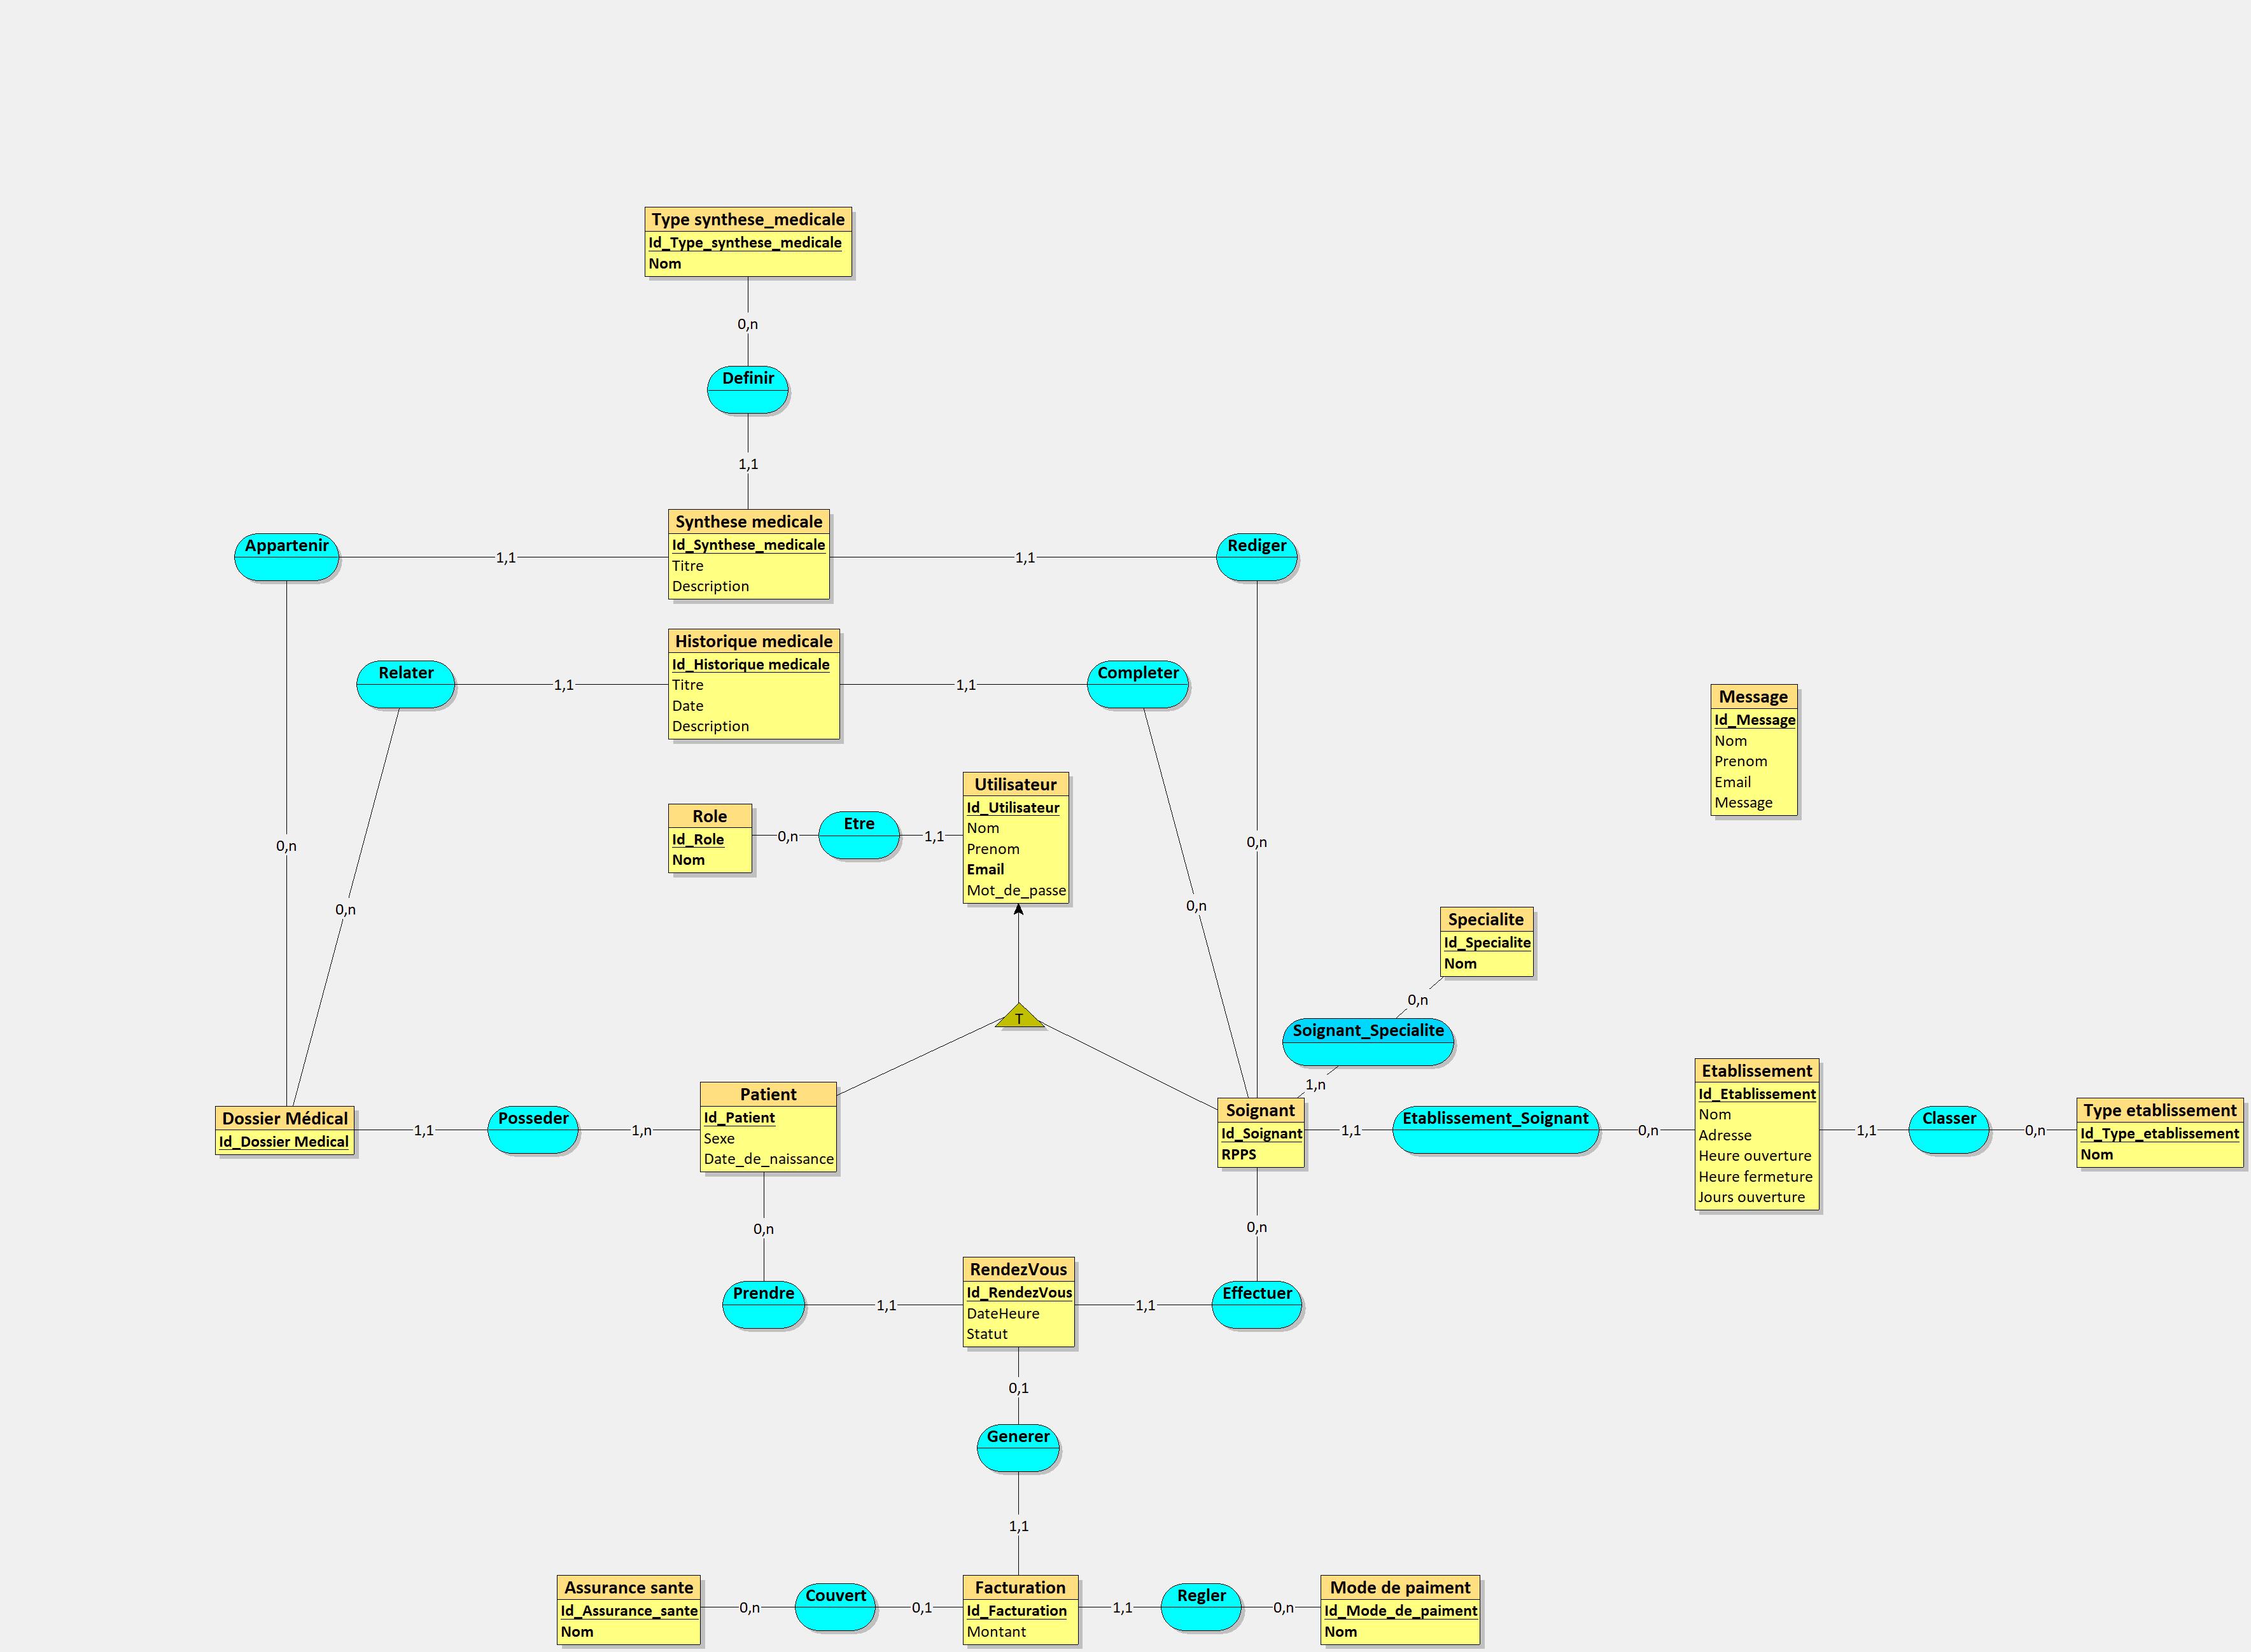 Type synthese_medicale
Id_Type_synthese_medicale
Nom
0,n
Definir
1,1
Synthese medicale
Id_Synthese_medicale
Titre
Description
Appartenir
1,1
1,1
Rediger
Historique medicale
Id_Historique medicale
Titre
Date
Description
Relater
1,1
1,1
Completer
Message
Id_Message
Nom
Prenom
Email
Message
Utilisateur
Id_Utilisateur
Nom
Prenom
Email
Mot_de_passe
Role
Id_Role
Nom
0,n
Etre
1,1
0,n
0,n
0,n
0,n
Specialite
Id_Specialite
Nom
0,n
T
Soignant_Specialite
1,n
Dossier Médical
Id_Dossier Medical
1,1
Posseder
1,n
Patient
Id_Patient
Sexe
Date_de_naissance
Soignant
Id_Soignant
RPPS
1,1
Etablissement_Soignant
0,n
Etablissement
Id_Etablissement
Nom
Adresse
Heure ouverture
Heure fermeture
Jours ouverture
1,1
Classer
0,n
Type etablissement
Id_Type_etablissement
Nom
0,n
0,n
Prendre
1,1
RendezVous
Id_RendezVous
DateHeure
Statut
1,1
Effectuer
0,1
Generer
1,1
Assurance sante
Id_Assurance_sante
Nom
0,n
Couvert
0,1
Facturation
Id_Facturation
Montant
1,1
Regler
0,n
Mode de paiment
Id_Mode_de_paiment
Nom